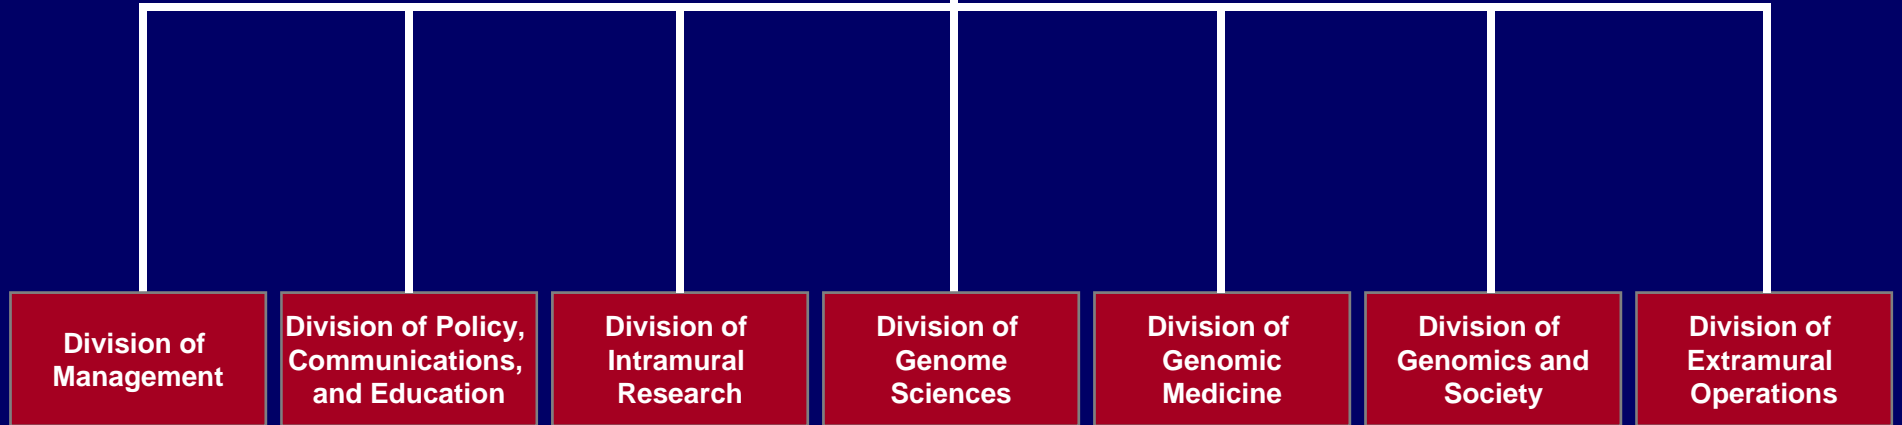 Division of
Management
Division of Policy,
Communications,
and Education
Division of
Intramural
Research
Division of
Genome
Sciences
Division of
Genomic
Medicine
Division of
Genomics and
Society
Division of
Extramural
Operations